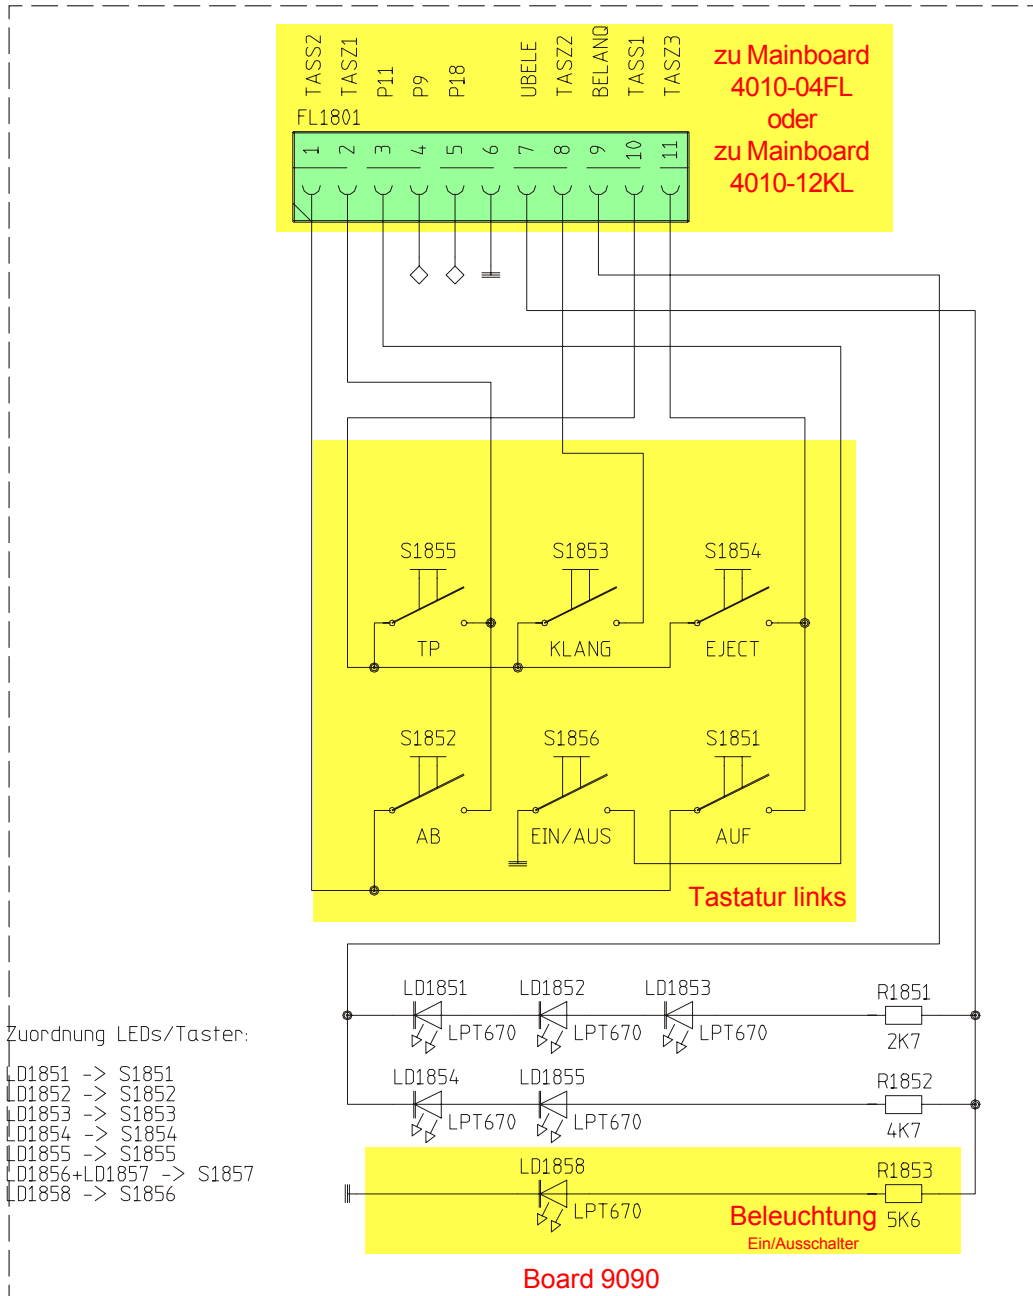 TASS2
TASZ1
P11
P9
P18
UBELE
TASZ2
BELANQ
TASS1
TASZ3
zu Mainboard
4010-04FL
oder
zu Mainboard
4010-12KL
FL1801
1 2 3 4 5 6 7 8 9 10 11
S1855 S1853 S1854
TP KLANG EJECT
S1852 S1856 S1851
AB EIN/AUS AUF
Tastatur links
LD1851 LD1852 LD1853 R1851
LPT670 LPT670 LPT670 2K7
LD1854 LD1855 R1852
LPT670 LPT670 4K7
LD1858 R1853
LPT670 5K6
Beleuchtung
Ein/Ausschalter
Board 9090
Zuordnung LEDs/Taster:
LD1851 -> S1851
LD1852 -> S1852
LD1853 -> S1853
LD1854 -> S1854
LD1855 -> S1855
LD1856+LD1857 -> S1857
LD1858 -> S1856